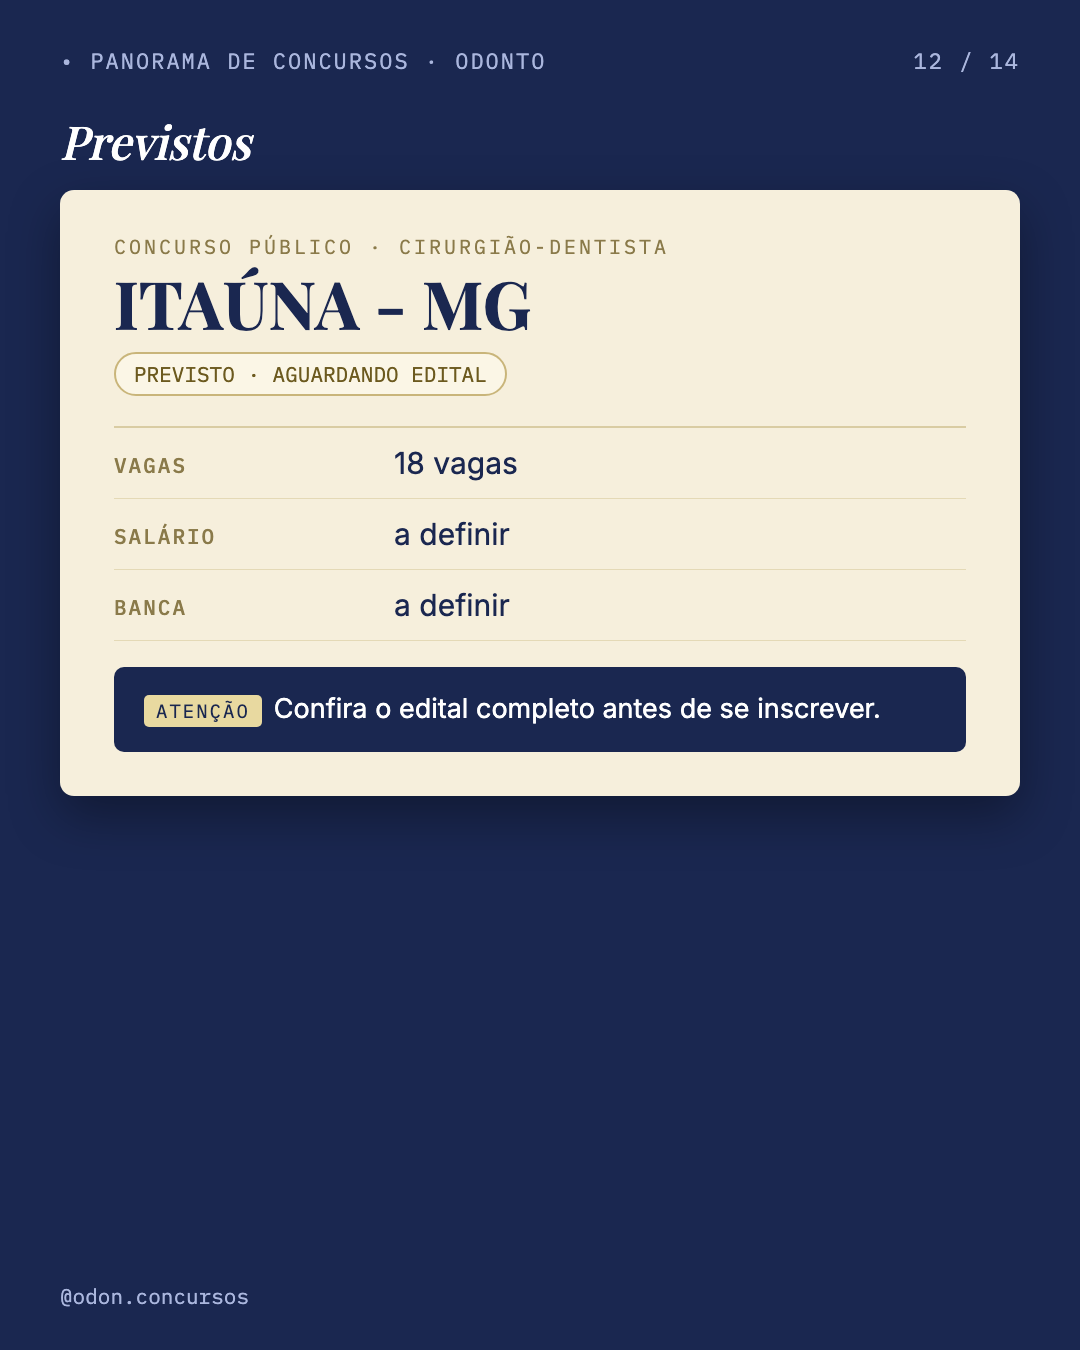 • PANORAMA DE CONCURSOS · ODONTO
12 / 14
Previstos
CONCURSO PÚBLICO · CIRURGIÃO-DENTISTA
ITAÚNA - MG
PREVISTO · AGUARDANDO EDITAL
VAGAS 18 vagas
SALÁRIO a definir
BANCA a definir
ATENÇÃO Confira o edital completo antes de se inscrever.
@odon.concursos